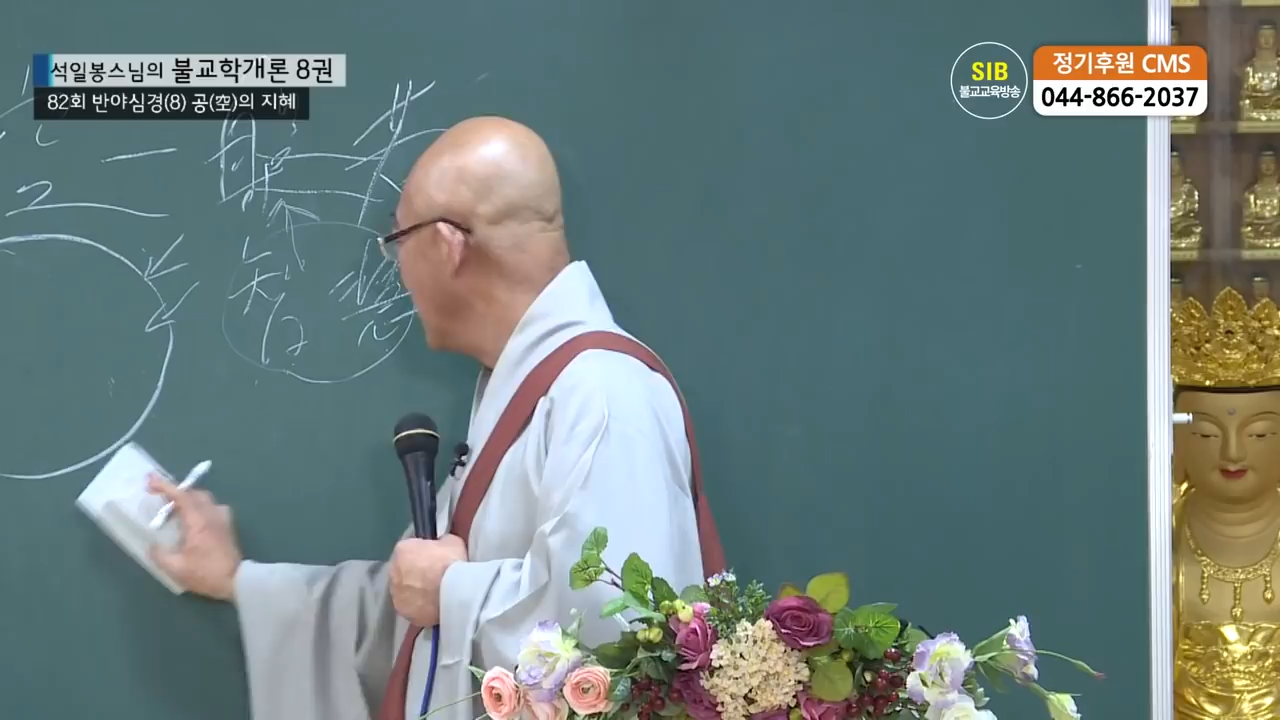 석일봉스님의 불교학개론 8권
82회 반야심경(8) 공(空)의 지혜
SIB
불교교육방송
정기후원 CMS
044-866-2037
智慧